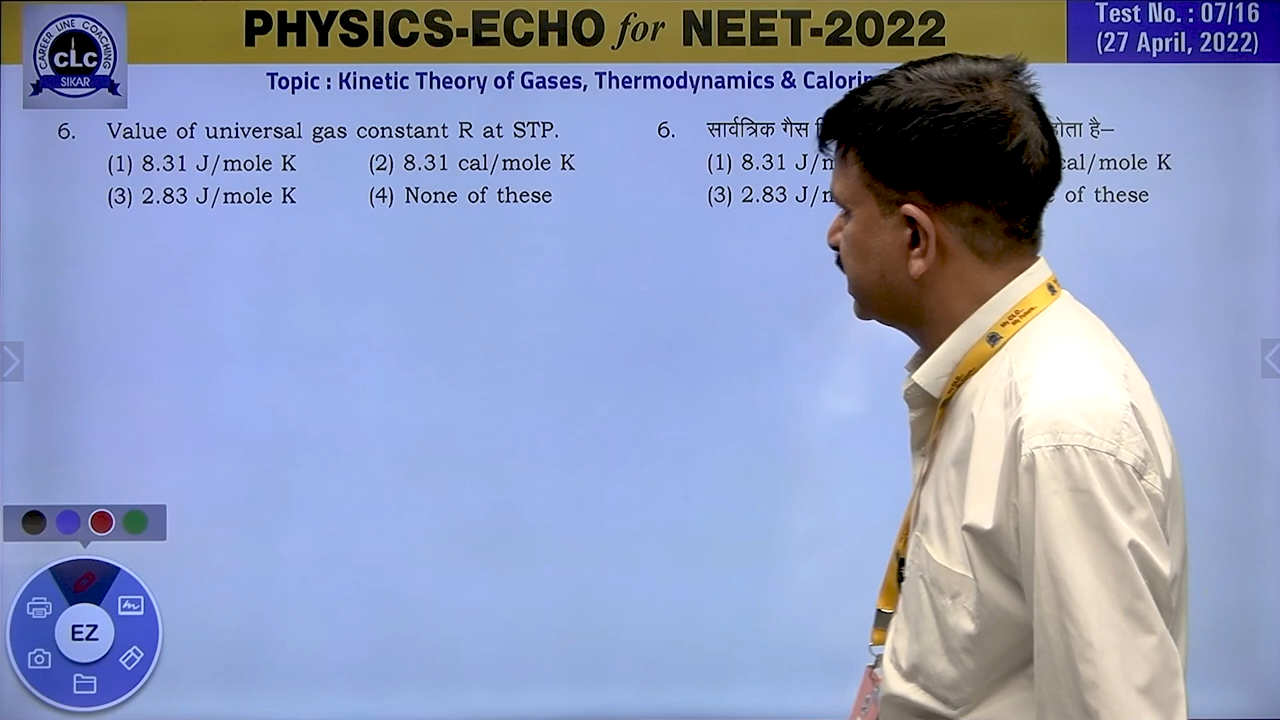 PHYSICS-ECHO for NEET-2022
Test No. : 07/16
(27 April, 2022)
CAREER LINE COACHING
CLC
SIKAR
Topic : Kinetic Theory of Gases, Thermodynamics &
6. Value of universal gas constant R at STP.
(1) 8.31 J/mole K (2) 8.31 cal/mole K
(3) 2.83 J/mole K (4) None of these
6. सार्वत्रिक गैस होता है–
(1) 8.31 cal/mole K
(3) 2.83 of these
EZ